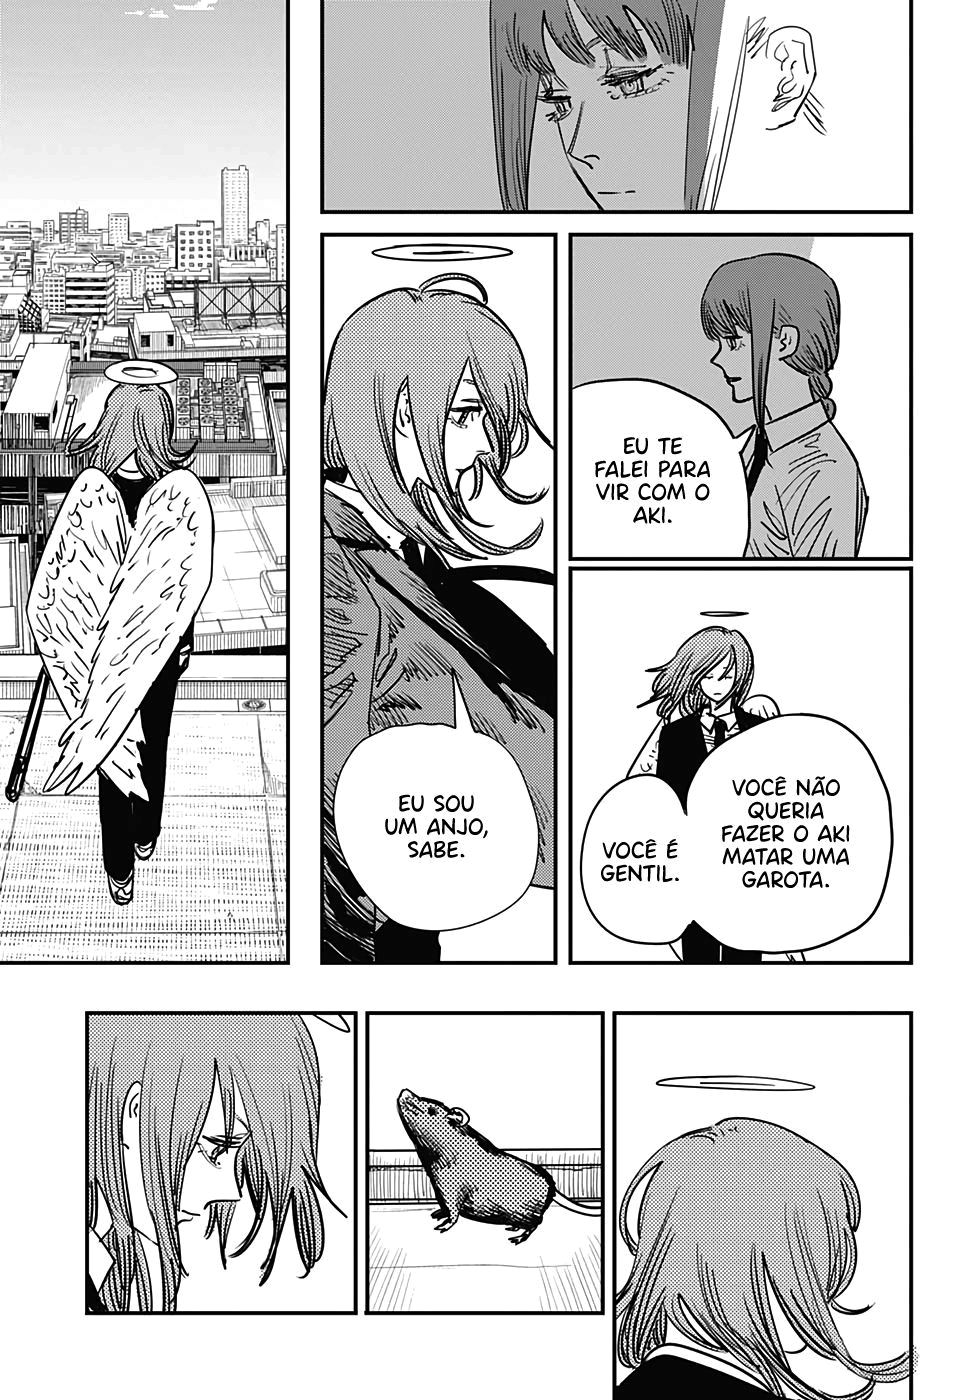 EU TE
FALEI PARA
VIR COM O
AKI.
VOCÊ NÃO
QUERIA
FAZER O AKI
MATAR UMA
GAROTA.
VOCÊ É
GENTIL.
EU SOU
UM ANJO,
SABE.